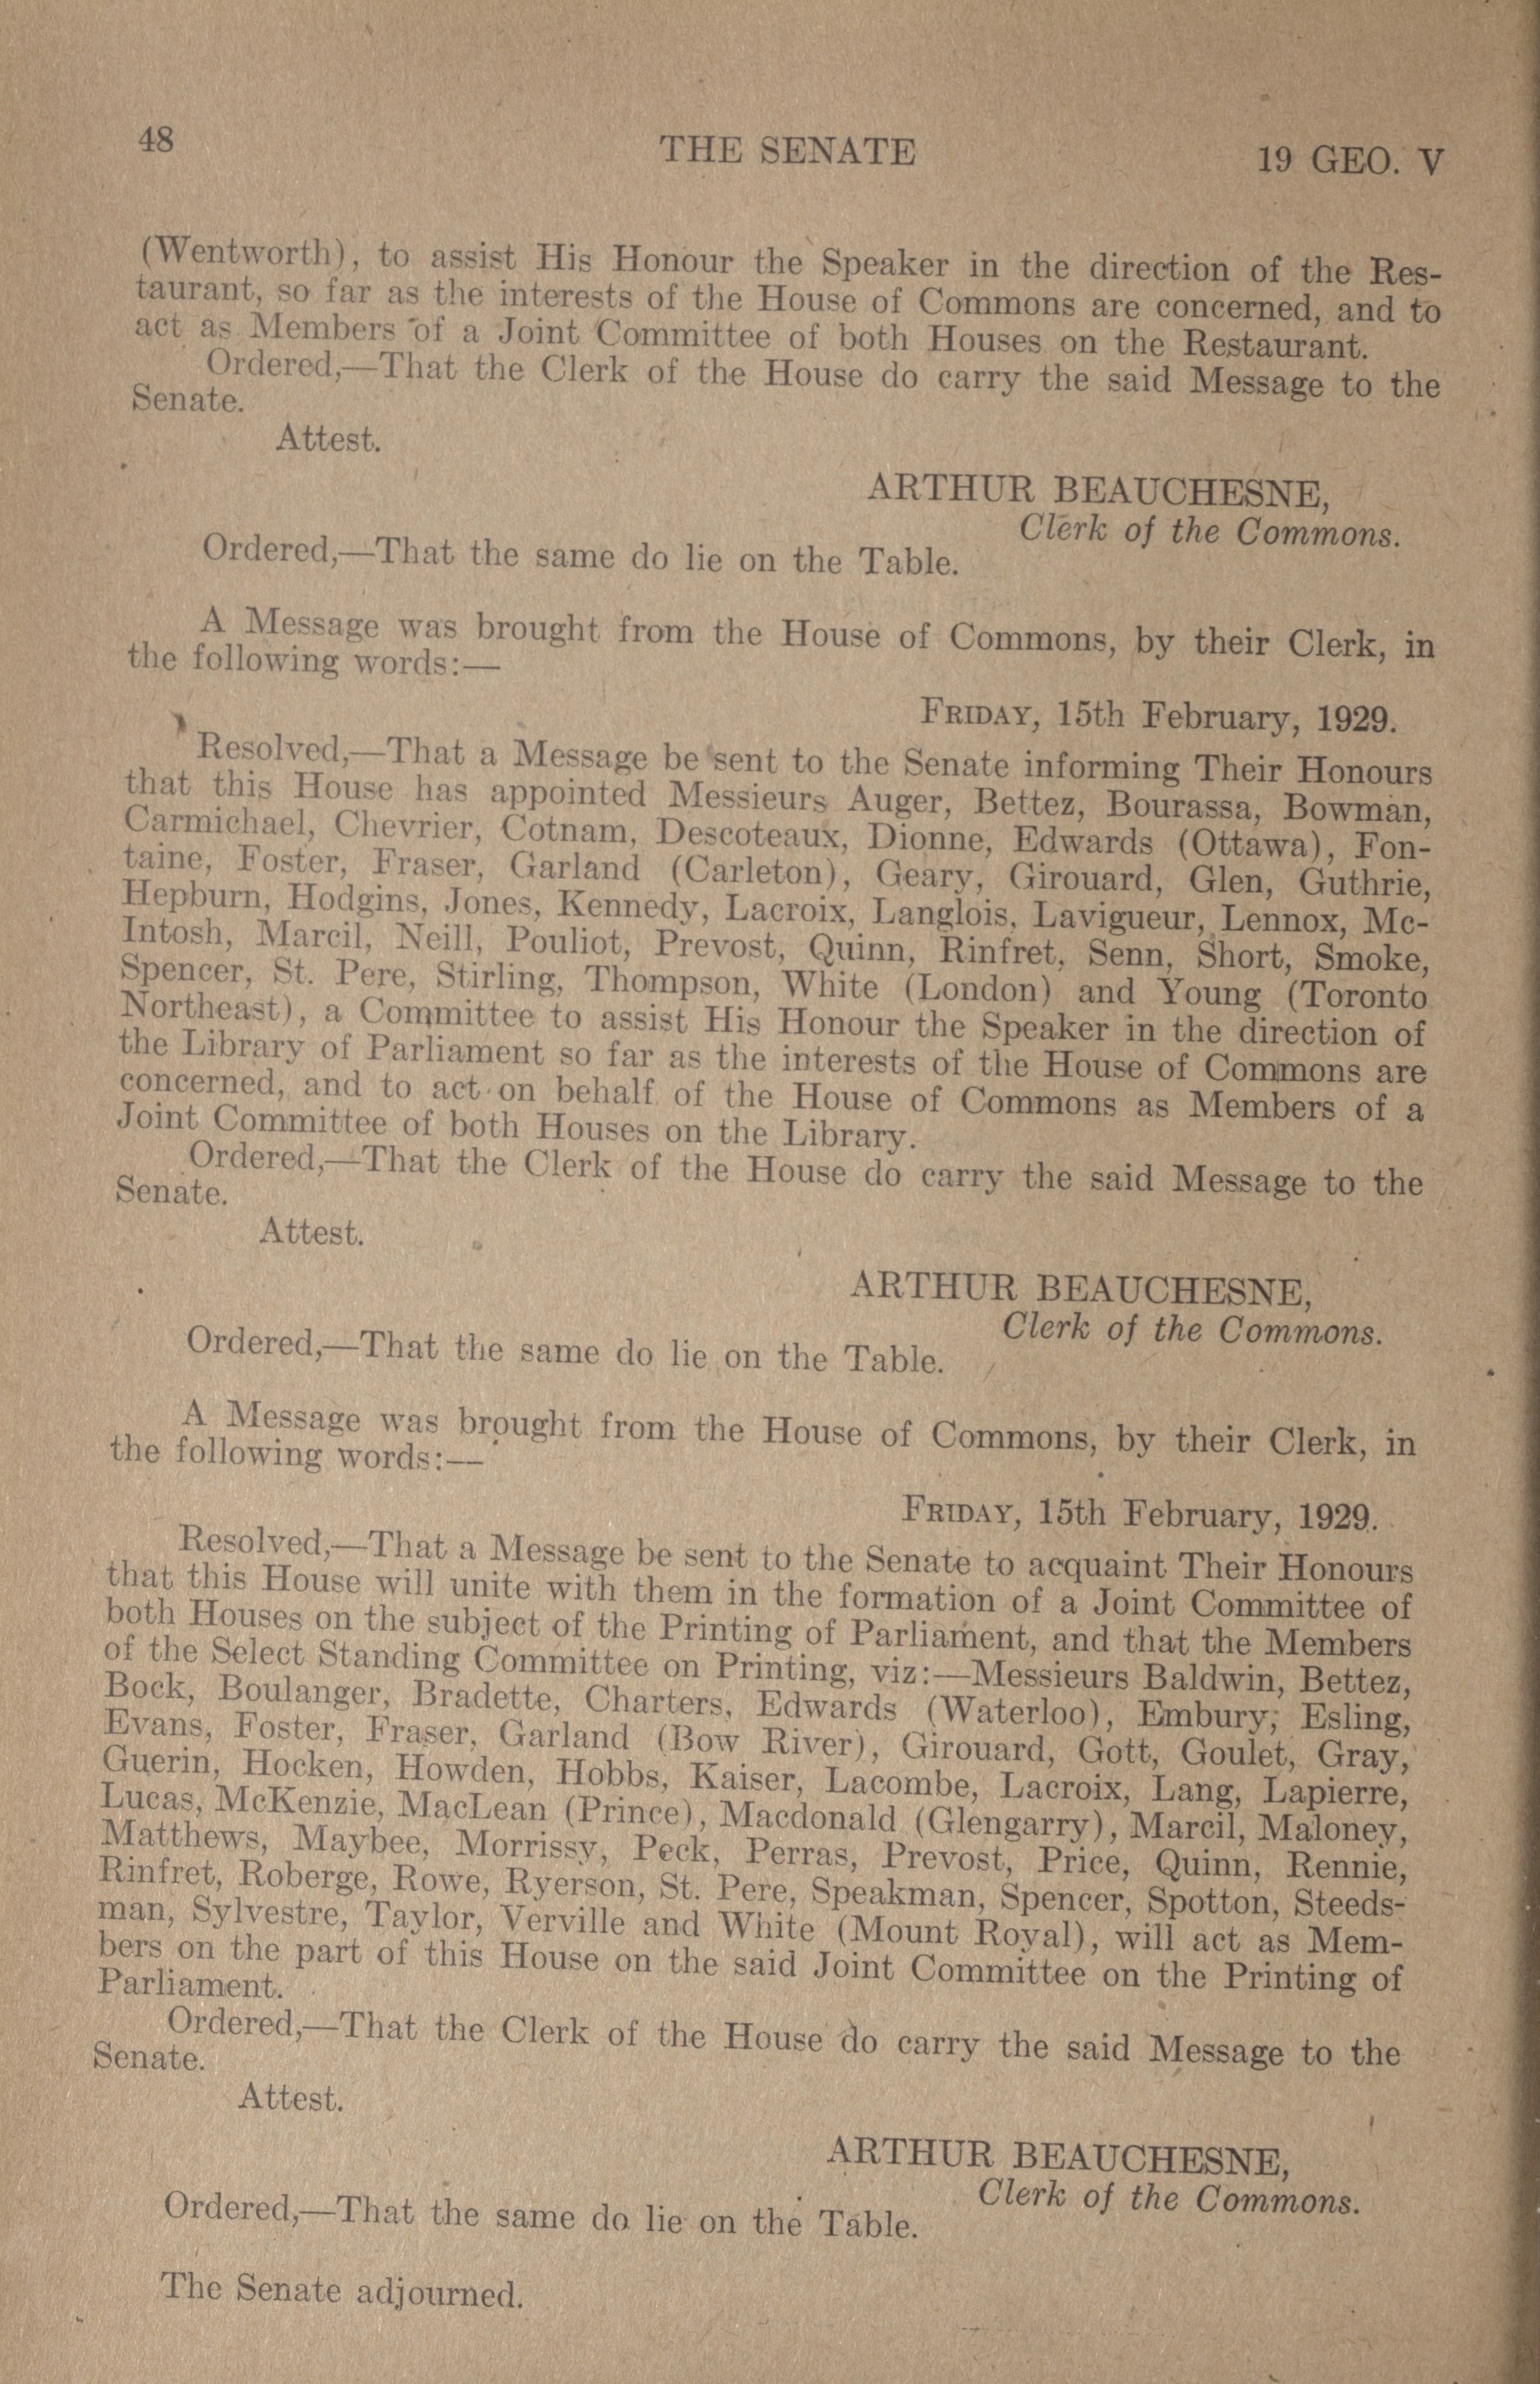 48
THE SENATE
19 GEO. V
(Wentworth), to assist His Honour the Speaker in the direction of the Res-
taurant, so far as the interests of the House of Commons are concerned, and to
act as Members of a Joint Committee of both Houses on the Restaurant.
Ordered,—That the Clerk of the House do carry the said Message to the
Senate.
Attest.
ARTHUR BEAUCHESNE,
Clerk of the Commons.
Ordered,—That the same do lie on the Table.
A Message was brought from the House of Commons, by their Clerk, in
the following words:—
FRIDAY, 15th February, 1929.
Resolved,—That a Message be sent to the Senate informing Their Honours
that this House has appointed Messieurs Auger, Bettez, Bourassa, Bowman,
Carmichael, Chevrier, Cotnam, Descoteaux, Dionne, Edwards (Ottawa), Fon-
taine, Foster, Fraser, Garland (Carleton), Geary, Girouard, Glen, Guthrie,
Hepburn, Hodgins, Jones, Kennedy, Lacroix, Langlois, Lavigueur, Lennox, Mc-
Intosh, Marcil, Neill, Pouliot, Prevost, Quinn, Rinfret, Senn, Short, Smoke,
Spencer, St. Pere, Stirling, Thompson, White (London) and Young (Toronto
Northeast), a Committee to assist His Honour the Speaker in the direction of
the Library of Parliament so far as the interests of the House of Commons are
concerned, and to act on behalf of the House of Commons as Members of a
Joint Committee of both Houses on the Library.
Ordered,—That the Clerk of the House do carry the said Message to the
Senate.
Attest.
ARTHUR BEAUCHESNE,
Clerk of the Commons.
Ordered,—That the same do lie on the Table.
A Message was brought from the House of Commons, by their Clerk, in
the following words:—
FRIDAY, 15th February, 1929.
Resolved,—That a Message be sent to the Senate to acquaint Their Honours
that this House will unite with them in the formation of a Joint Committee of
both Houses on the subject of the Printing of Parliament, and that the Members
of the Select Standing Committee on Printing, viz:—Messieurs Baldwin, Bettez,
Bock, Boulanger, Bradette, Charters, Edwards (Waterloo), Embury, Esling,
Evans, Foster, Fraser, Garland (Bow River), Girouard, Gott, Goulet, Gray,
Guerin, Hocken, Howden, Hobbs, Kaiser, Lacombe, Lacroix, Lang, Lapierre,
Lucas, McKenzie, MacLean (Prince), Macdonald (Glengarry), Marcil, Maloney,
Matthews, Maybee, Morrissy, Peck, Perras, Prevost, Price, Quinn, Rennie,
Rinfret, Roberge, Rowe, Ryerson, St. Pere, Speakman, Spencer, Spotton, Steeds-
man, Sylvestre, Taylor, Verville and White (Mount Royal), will act as Mem-
bers on the part of this House on the said Joint Committee on the Printing of
Parliament.
Ordered,—That the Clerk of the House do carry the said Message to the
Senate.
Attest.
ARTHUR BEAUCHESNE,
Clerk of the Commons.
Ordered,—That the same do lie on the Table.
The Senate adjourned.